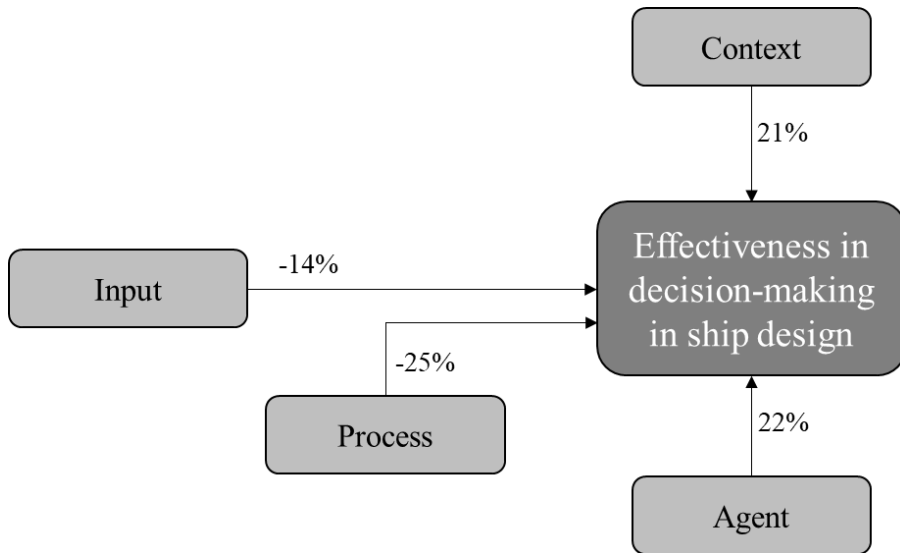 Context
21%
Effectiveness in
decision-making
in ship design
-14%
Input
-25%
Process
22%
Agent